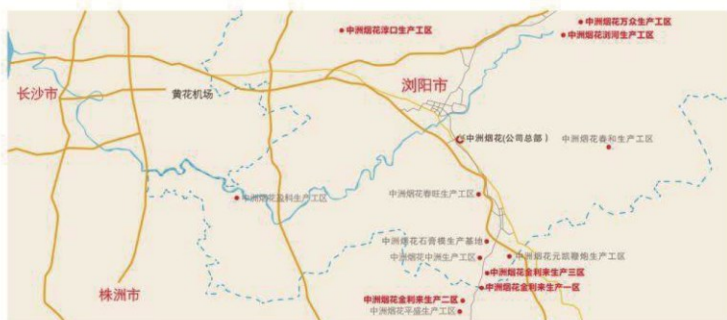 中洲烟花万众生产工区
中洲烟花淳口生产工区
中洲烟花浏河生产工区
浏阳市
长沙市
黄花机场
中洲烟花(公司总部)
中洲烟花春和生产工区
中洲烟花春旺生产工区
中洲烟花盈科生产工区
中洲烟花石膏模生产基地
中洲烟花中洲生产工区
中洲烟花元凯鞭炮生产工区
中洲烟花金利来生产三区
株洲市
中洲烟花金利来生产一区
中洲烟花金利来生产二区
中洲烟花平盛生产工区